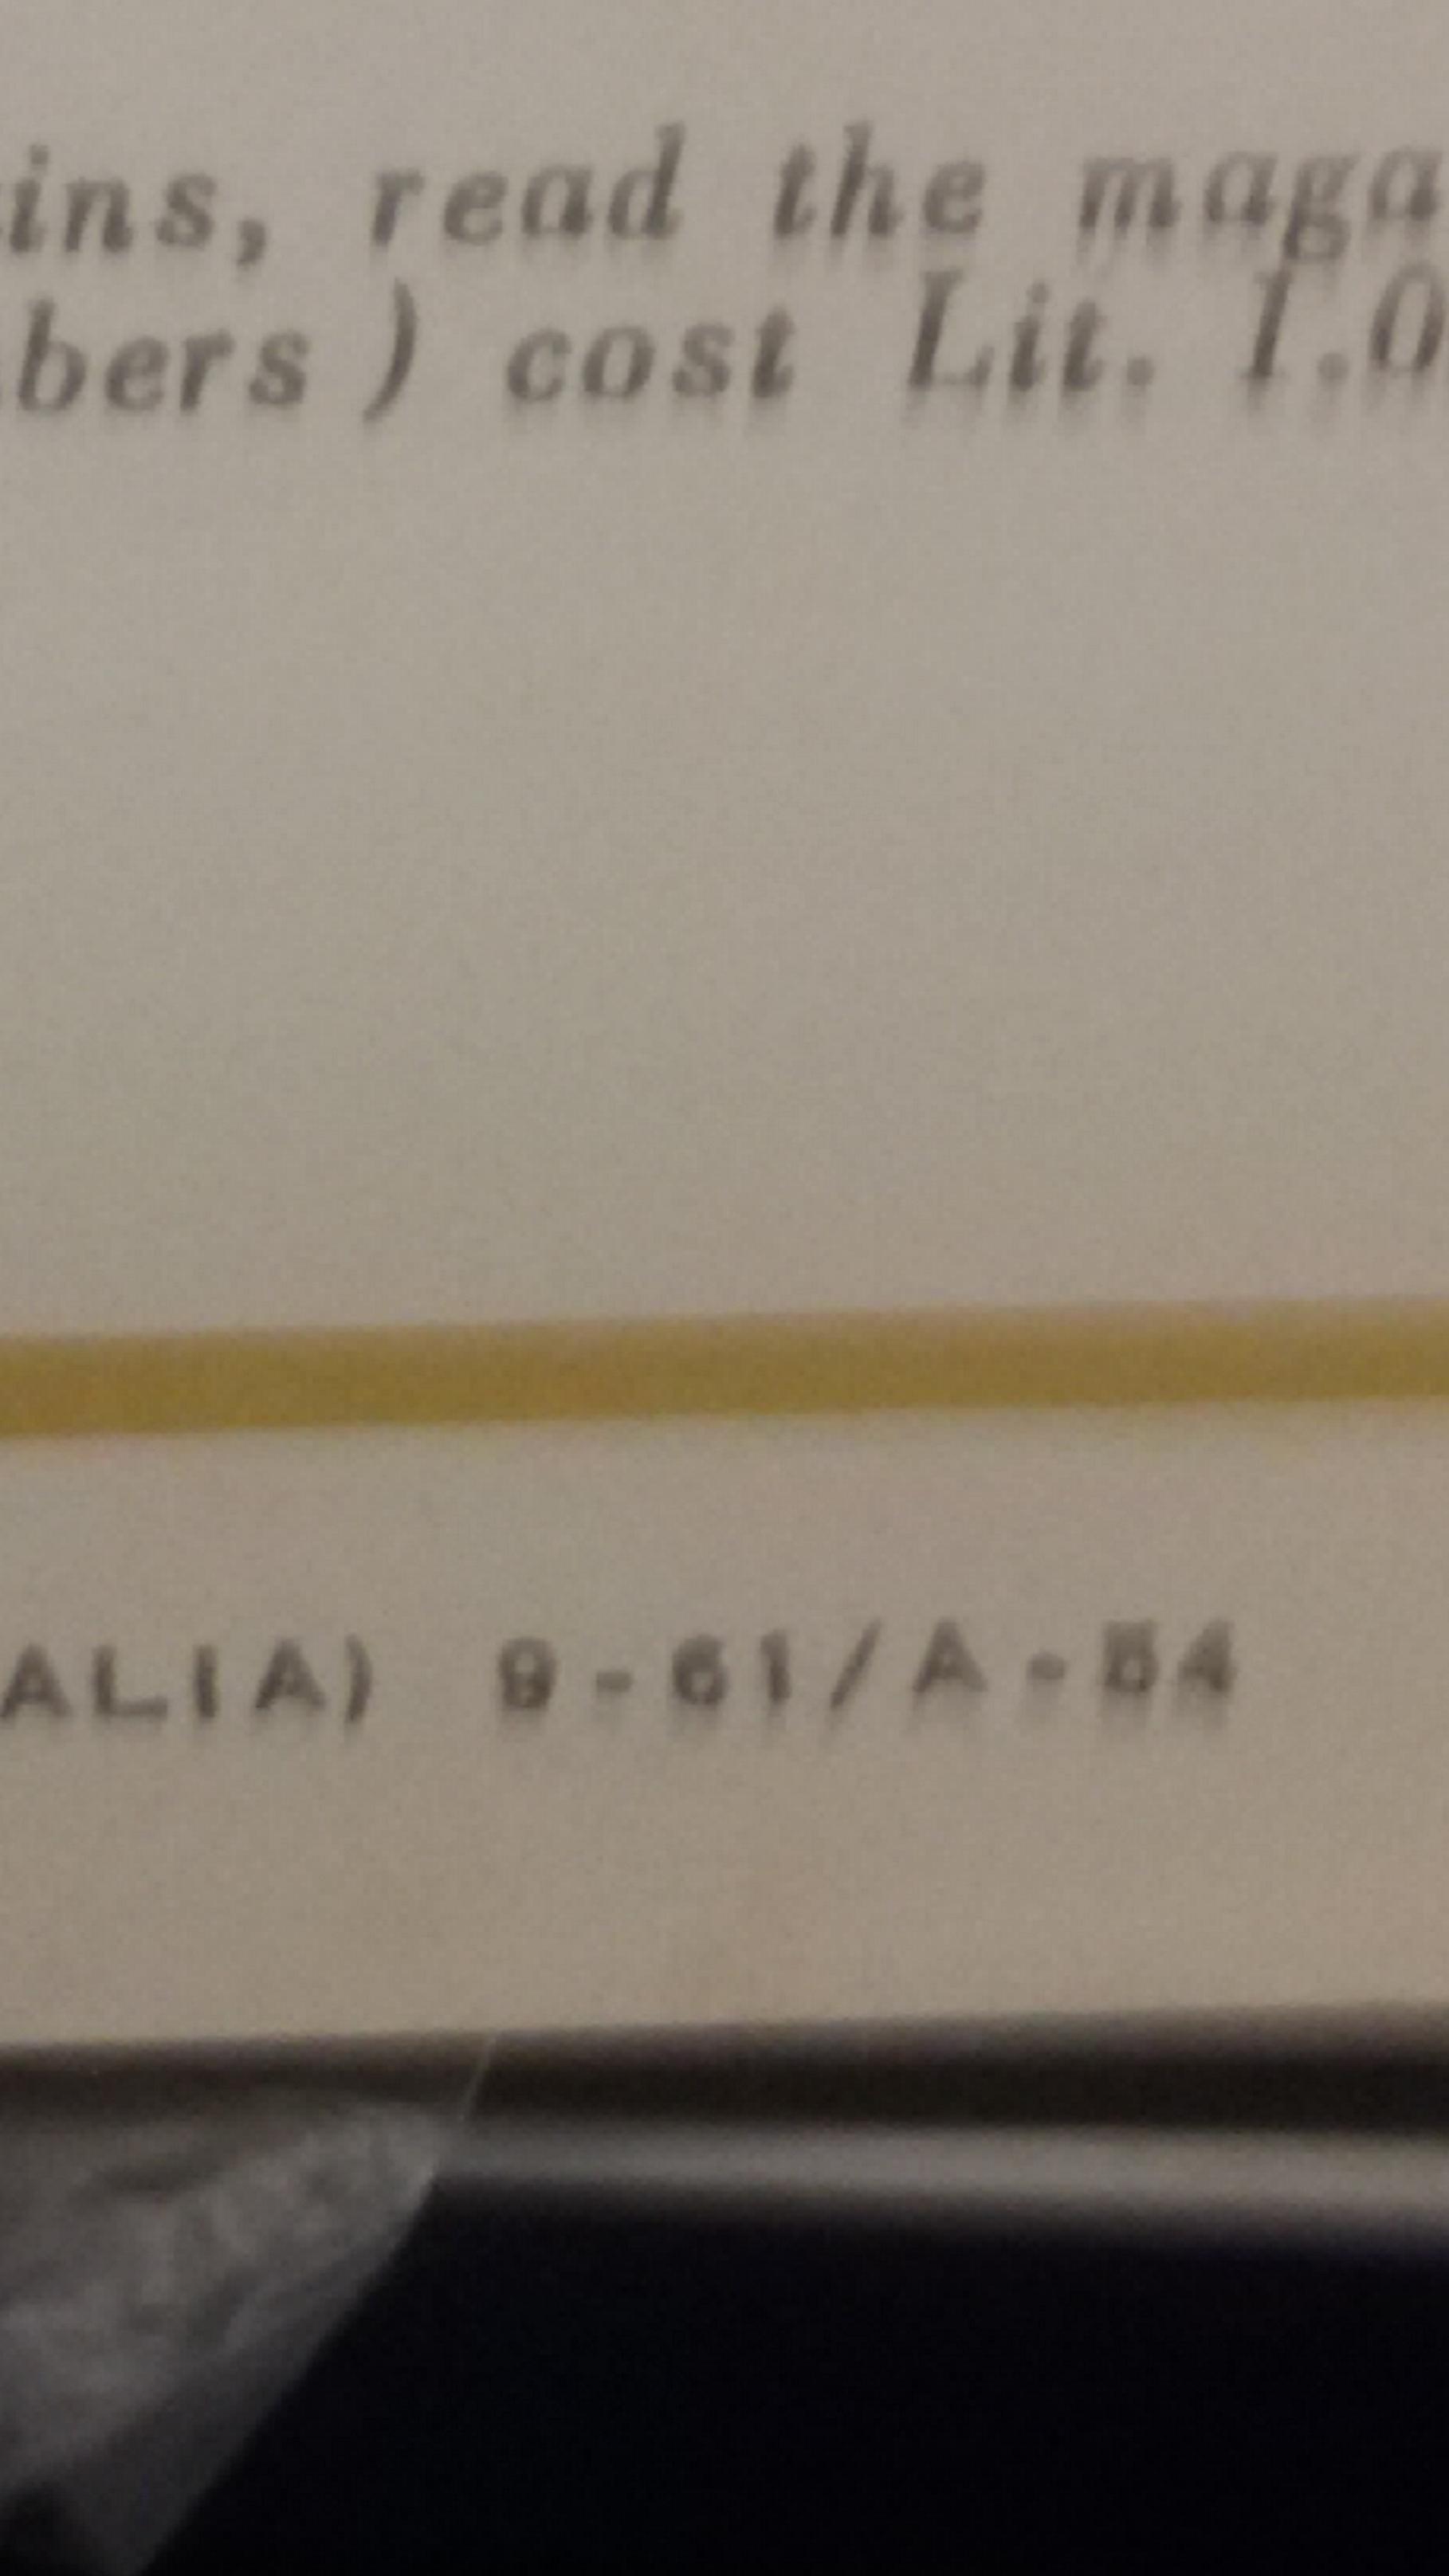 ins, read the maga
bers ) cost Lit. 1.0
ALIA) 9-61/A-54